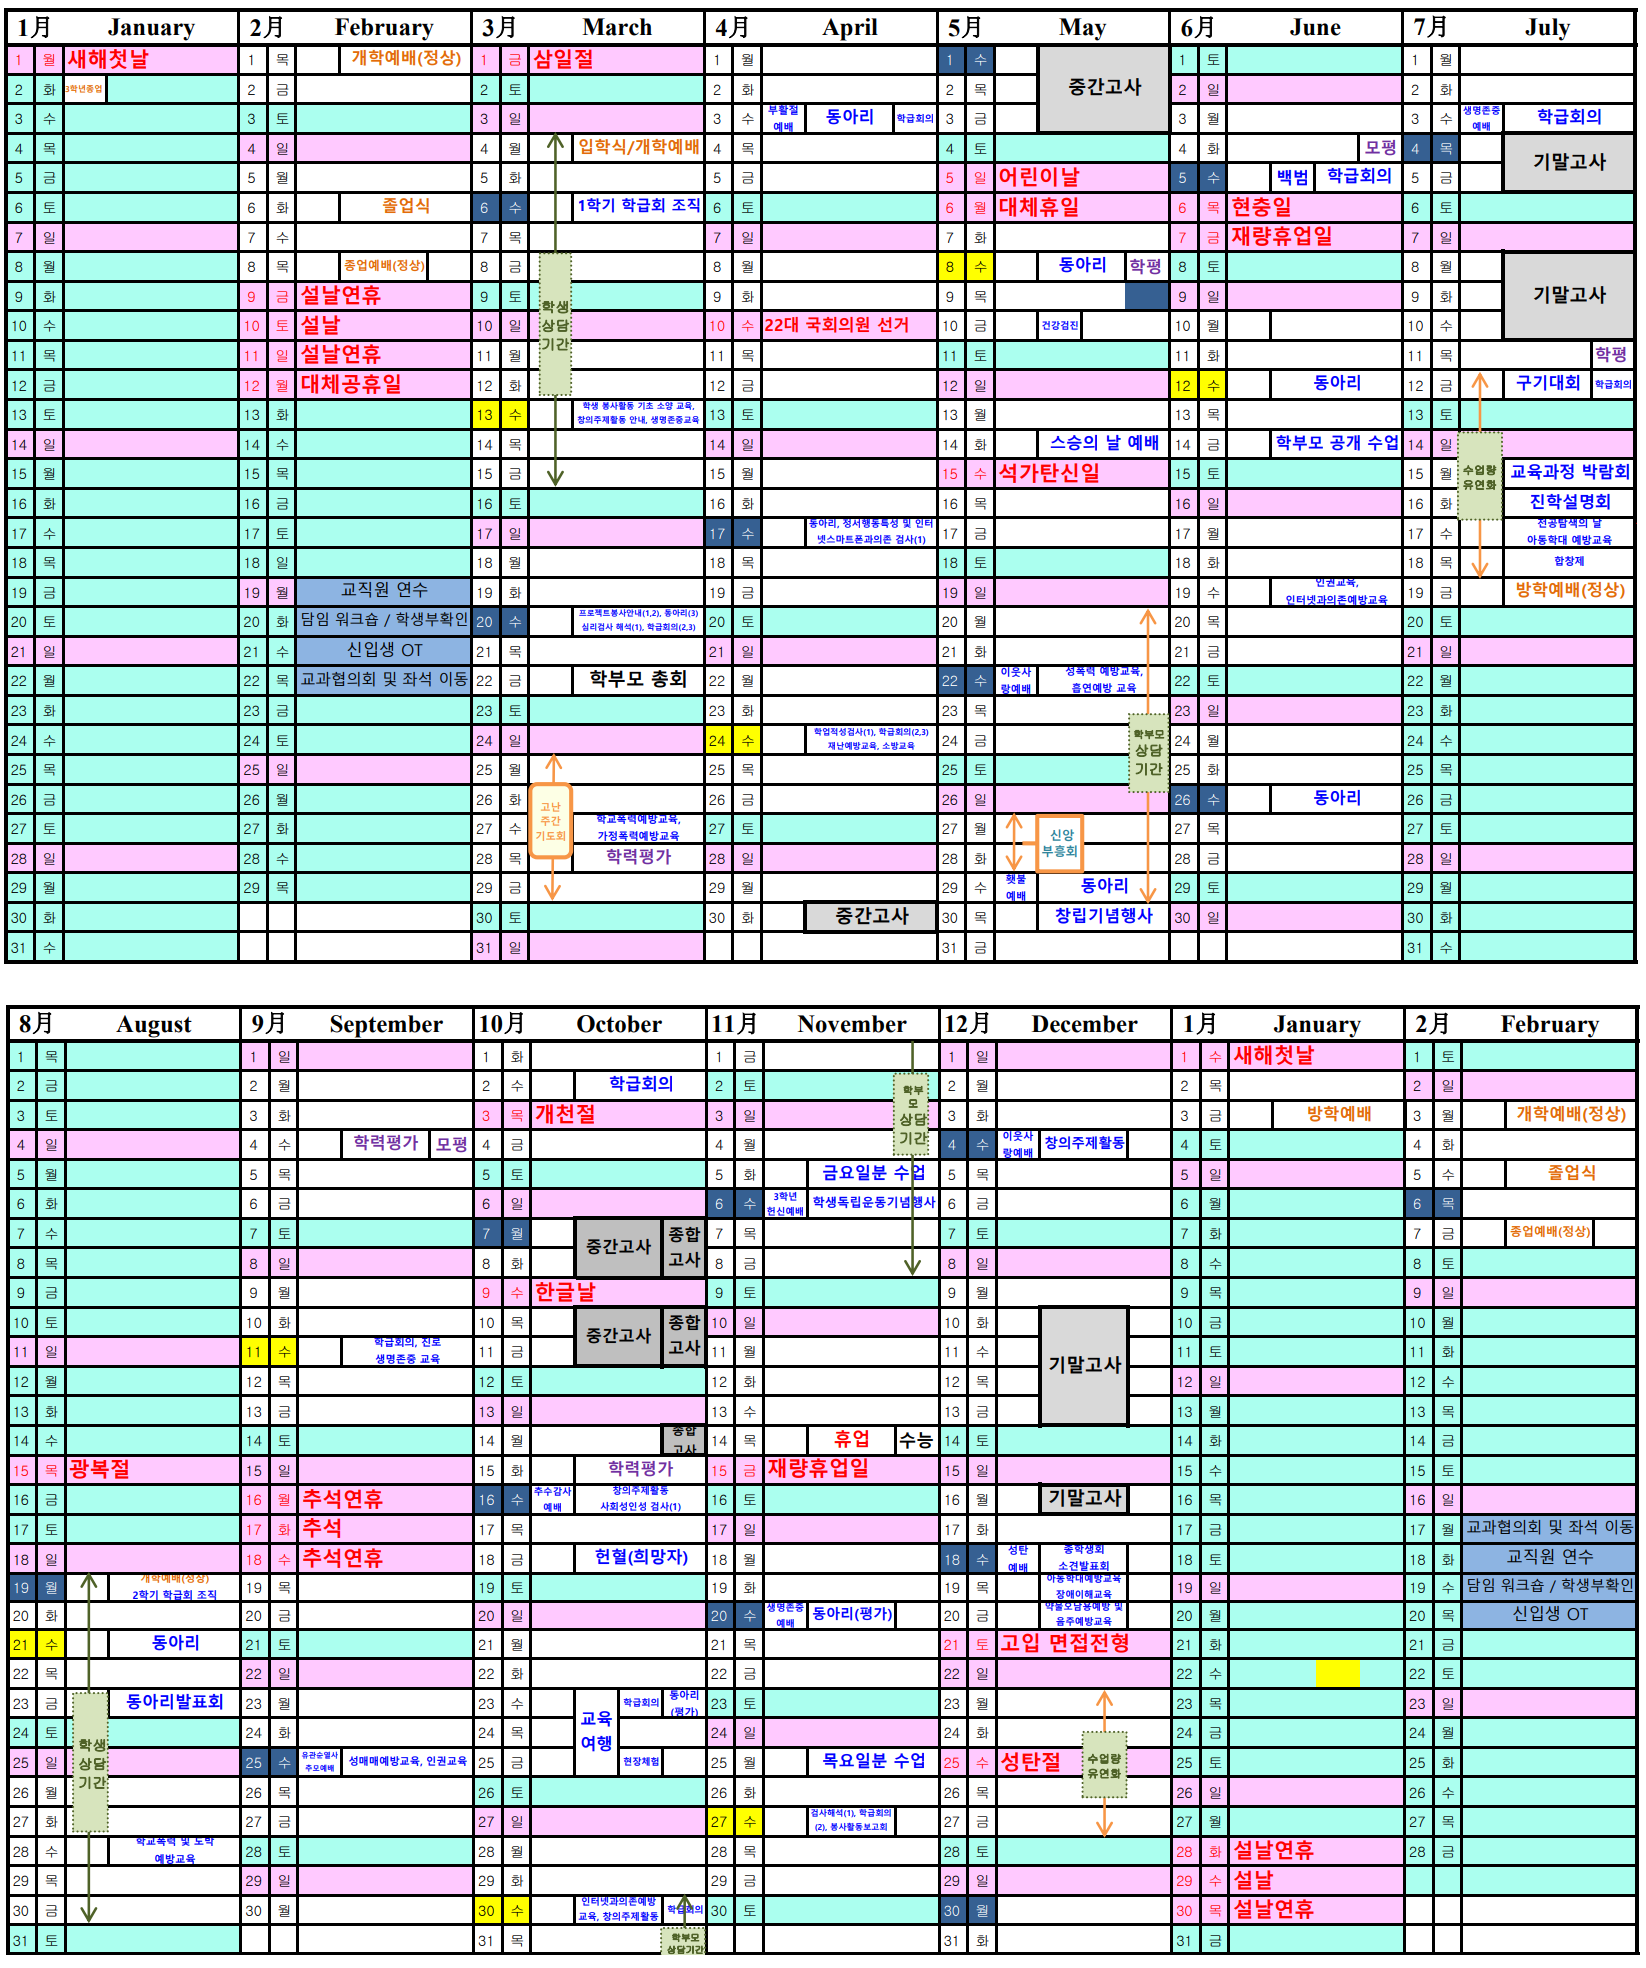 1月 January
1 월 새해첫날
2 화 3학년종업
3 수
4 목
5 금
6 토
7 일
8 월
9 화
10 수
11 목
12 금
13 토
14 일
15 월
16 화
17 수
18 목
19 금
20 토
21 일
22 월
23 화
24 수
25 목
26 금
27 토
28 일
29 월
30 화
31 수
2月 February
1 목 개학예배(정상)
2 금
3 토
4 일
5 월
6 화 졸업식
7 수
8 목 종업예배(정상)
9 금 설날연휴
10 토 설날
11 일 설날연휴
12 월 대체공휴일
13 화
14 수
15 목
16 금
17 토
18 일
19 월 교직원 연수
20 화 담임 워크숍 / 학생부확인
21 수 신입생 OT
22 목 교과협의회 및 좌석 이동
23 금
24 토
25 일
26 월
27 화
28 수
29 목
3月 March
1 금 삼일절
2 토
3 일
4 월 입학식/개학예배
5 화
6 수 1학기 학급회 조직
7 목
8 금
9 토
10 일
11 월
12 화
학생
상담
기간
13 수 학생 봉사활동 기초 소양 교육,
창의주제활동 안내, 생명존중교육
14 목
15 금
16 토
17 일
18 월
19 화
20 수 프로젝트봉사안내(1,2), 동아리(3)
심리검사 해석(1), 학급회의(2,3)
21 목
22 금 학부모 총회
23 토
24 일
25 월
26 화
고난
주간
기도회
27 수 학교폭력예방교육,
가정폭력예방교육
28 목 학력평가
29 금
30 토
31 일
4月 April
1 월
2 화
3 수 부활절
예배
동아리 학급회의
4 목
5 금
6 토
7 일
8 월
9 화
10 수 22대 국회의원 선거
11 목
12 금
13 토
14 일
15 월
16 화
17 수 동아리, 정서행동특성 및 인터
넷스마트폰과의존 검사(1)
18 목
19 금
20 토
21 일
22 월
23 화
24 수 학업적성검사(1), 학급회의(2,3)
재난예방교육, 소방교육
25 목
26 금
27 토
28 일
29 월
30 화 중간고사
5月 May
1 수
2 목 중간고사
3 금
4 토
5 일 어린이날
6 월 대체휴일
7 화
8 수 동아리 학평
9 목
10 금 건강검진
11 토
12 일
13 월
14 화 스승의 날 예배
15 수 석가탄신일
16 목
17 금
18 토
19 일
20 월
21 화
22 수 이웃사
랑예배
성폭력 예방교육,
흡연예방 교육
23 목
24 금
25 토
학부모
상담
기간
26 일
27 월
28 화
신앙
부흥회
29 수 횃불
예배
동아리
30 목 창립기념행사
31 금
6月 June
1 토
2 일
3 월
4 화 모평
5 수 백범 학급회의
6 목 현충일
7 금 재량휴업일
8 토
9 일
10 월
11 화
12 수 동아리
13 목
14 금 학부모 공개 수업
15 토
16 일
17 월
18 화
19 수 인권교육,
인터넷과의존예방교육
20 목
21 금
22 토
23 일
24 월
25 화
26 수 동아리
27 목
28 금
29 토
30 일
7月 July
1 월
2 화
3 수 생명존중
예배
학급회의
4 목
기말고사
5 금
6 토
7 일
8 월
9 화 기말고사
10 수
11 목 학평
12 금 구기대회 학급회의
13 토
14 일
15 월 교육과정 박람회
수업량
유연화
16 화 진학설명회
17 수 전공탐색의 날
아동학대 예방교육
18 목 합창제
19 금 방학예배(정상)
20 토
21 일
22 월
23 화
24 수
25 목
26 금
27 토
28 일
29 월
30 화
31 수
8月 August
1 목
2 금
3 토
4 일
5 월
6 화
7 수
8 목
9 금
10 토
11 일
12 월
13 화
14 수
15 목 광복절
16 금
17 토
18 일
19 월 개학예배(정상)
2학기 학급회 조직
20 화
21 수 동아리
22 목
23 금 동아리발표회
24 토
25 일
학생
상담
기간
26 월
27 화
28 수 학교폭력 및 도박
예방교육
29 목
30 금
31 토
9月 September
1 일
2 월
3 화
4 수 학력평가 모평
5 목
6 금
7 토
8 일
9 월
10 화
11 수 학급회의, 진로
생명존중 교육
12 목
13 금
14 토
15 일
16 월 추석연휴
17 화 추석
18 수 추석연휴
19 목
20 금
21 토
22 일
23 월
24 화
25 수 유관순열사
추모예배
성매매예방교육, 인권교육
26 목
27 금
28 토
29 일
30 월
10月 October
1 화
2 수 학급회의
3 목 개천절
4 금
5 토
6 일
7 월
중간고사
종합
고사
8 화
9 수 한글날
10 목
중간고사
종합
고사
11 금
12 토
13 일
14 월 종합
고사
15 화 학력평가
16 수 추수감사
예배
창의주제활동
사회성인성 검사(1)
17 목
18 금 헌혈(희망자)
19 토
20 일
21 월
22 화
23 수 학급회의 동아리
(평가)
교육
여행
24 목
25 금 현장체험
26 토
27 일
28 월
29 화
30 수 인터넷과의존예방
교육, 창의주제활동
학급회의
31 목 학부모
상담기간
11月 November
1 금
2 토
3 일
학부
모
상담
기간
4 월
5 화 금요일분 수업
6 수 3학년
헌신예배
학생독립운동기념행사
7 목
8 금
9 토
10 일
11 월
12 화
13 수
14 목 휴업 수능
15 금 재량휴업일
16 토
17 일
18 월
19 화
20 수 생명존중
예배
동아리(평가)
21 목
22 금
23 토
24 일
25 월 목요일분 수업
26 화
27 수 검사해석(1), 학급회의
(2), 봉사활동보고회
28 목
29 금
30 토
12月 December
1 일
2 월
3 화
4 수 이웃사
랑예배
창의주제활동
5 목
6 금
7 토
8 일
9 월
10 화
11 수 기말고사
12 목
13 금
14 토
15 일
16 월 기말고사
17 화
18 수 성탄
예배
총학생회
소견발표회
19 목 아동학대예방교육
장애이해교육
20 금 약물오남용예방 및
음주예방교육
21 토 고입 면접전형
22 일
23 월
24 화
25 수 성탄절
수업량
유연화
26 목
27 금
28 토
29 일
30 월
31 화
1月 January
1 수 새해첫날
2 목
3 금 방학예배
4 토
5 일
6 월
7 화
8 수
9 목
10 금
11 토
12 일
13 월
14 화
15 수
16 목
17 금
18 토
19 일
20 월
21 화
22 수
23 목
24 금
25 토
26 일
27 월
28 화 설날연휴
29 수 설날
30 목 설날연휴
31 금
2月 February
1 토
2 일
3 월 개학예배(정상)
4 화
5 수 졸업식
6 목
7 금 종업예배(정상)
8 토
9 일
10 월
11 화
12 수
13 목
14 금
15 토
16 일
17 월 교과협의회 및 좌석 이동
18 화 교직원 연수
19 수 담임 워크숍 / 학생부확인
20 목 신입생 OT
21 금
22 토
23 일
24 월
25 화
26 수
27 목
28 금